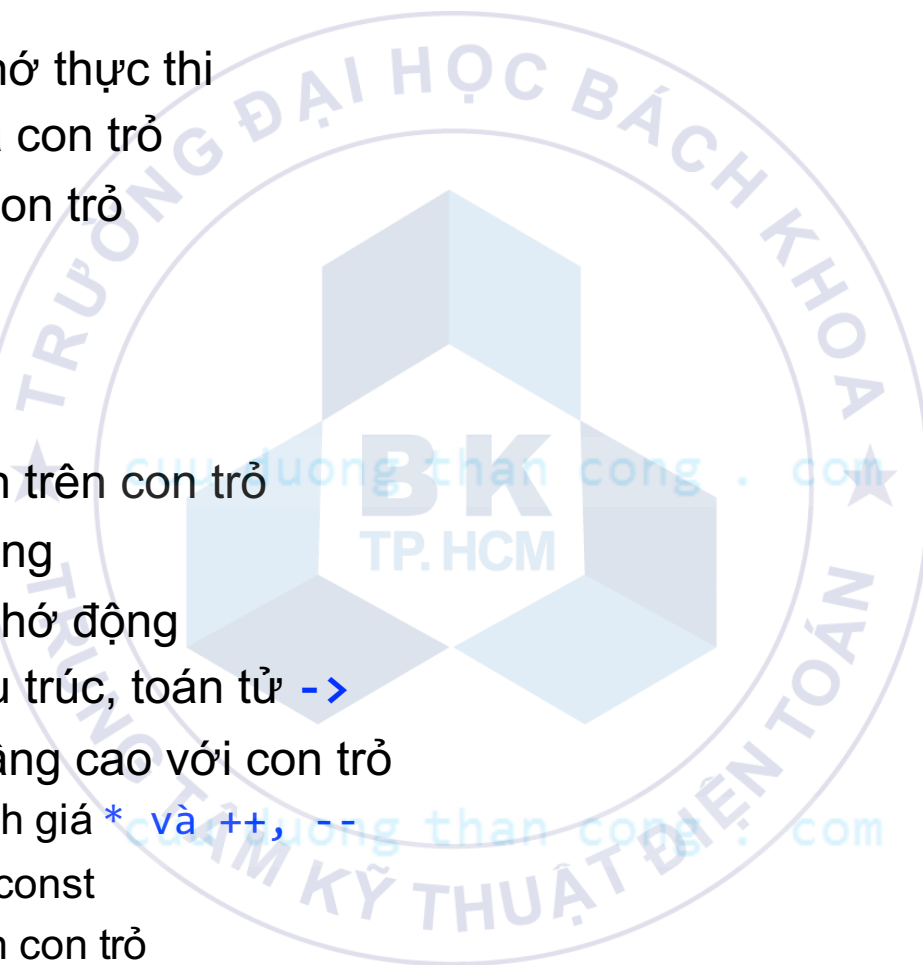 hớ thực thi
con trỏ
on trỏ
trên con trỏ
ng
hớ động
u trúc, toán tử ->
âng cao với con trỏ
h giá * và ++, --
const
con trỏ
TRƯỜNG ĐẠI HỌC BÁCH KHOA
BK
TP. HCM
TRUNG TÂM KỸ THUẬT ĐIỆN TOÁN
cuu duong than cong . com
cuu duong than cong . com